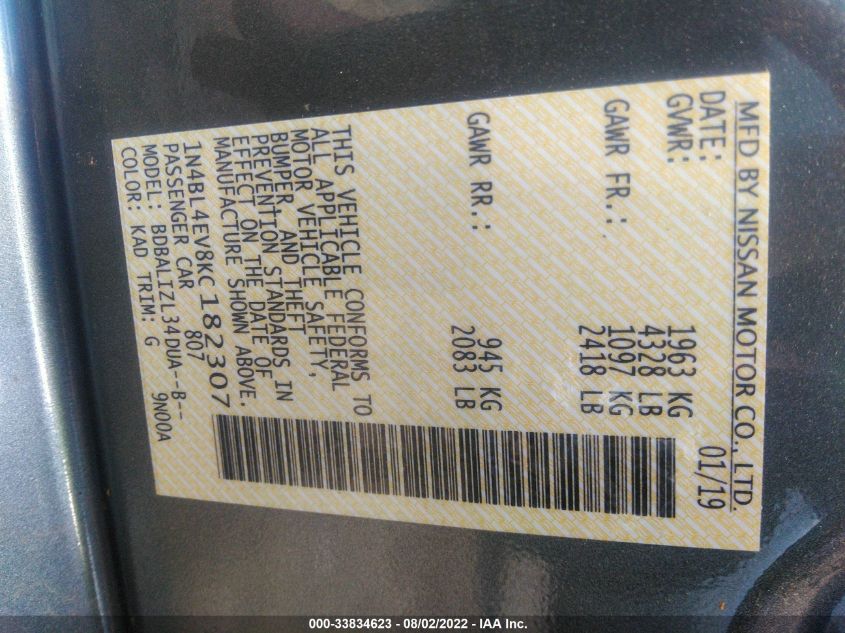 MFD BY NISSAN MOTOR CO., LTD.
DATE: 01/19
GVWR: 1963 KG
4328 LB
GAWR FR.: 1097 KG
2418 LB
GAWR RR.: 945 KG
2083 LB
THIS VEHICLE CONFORMS TO
ALL APPLICABLE FEDERAL
MOTOR VEHICLE SAFETY,
BUMPER, AND THEFT
PREVENTION STANDARDS IN
EFFECT ON THE DATE OF
MANUFACTURE SHOWN ABOVE.
1N4BL4EV8KC182307
PASSENGER CAR 807
MODEL: BDBALIZL34DUA--B--
COLOR: KAD TRIM: G 9N00A
000-33834623 - 08/02/2022 - IAA Inc.